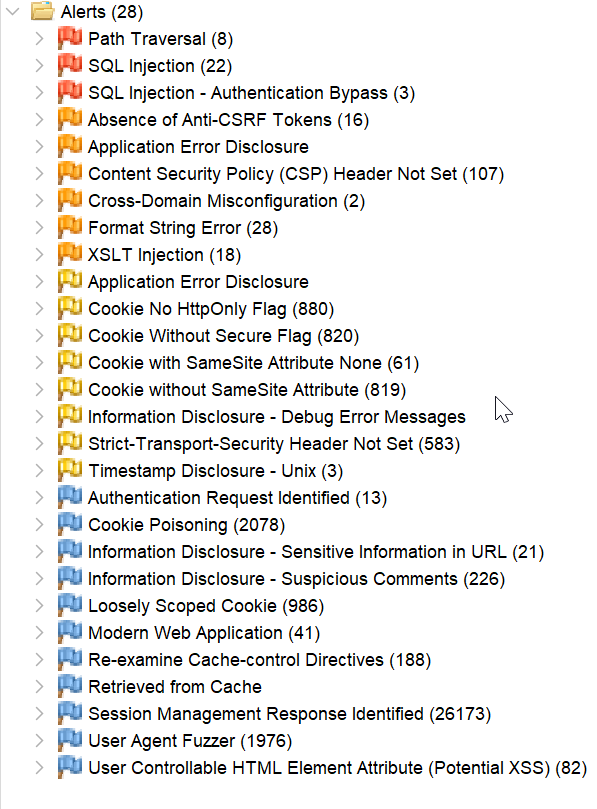 Alerts (28)
Path Traversal (8)
SQL Injection (22)
SQL Injection - Authentication Bypass (3)
Absence of Anti-CSRF Tokens (16)
Application Error Disclosure
Content Security Policy (CSP) Header Not Set (107)
Cross-Domain Misconfiguration (2)
Format String Error (28)
XSLT Injection (18)
Application Error Disclosure
Cookie No HttpOnly Flag (880)
Cookie Without Secure Flag (820)
Cookie with SameSite Attribute None (61)
Cookie without SameSite Attribute (819)
Information Disclosure - Debug Error Messages
Strict-Transport-Security Header Not Set (583)
Timestamp Disclosure - Unix (3)
Authentication Request Identified (13)
Cookie Poisoning (2078)
Information Disclosure - Sensitive Information in URL (21)
Information Disclosure - Suspicious Comments (226)
Loosely Scoped Cookie (986)
Modern Web Application (41)
Re-examine Cache-control Directives (188)
Retrieved from Cache
Session Management Response Identified (26173)
User Agent Fuzzer (1976)
User Controllable HTML Element Attribute (Potential XSS) (82)